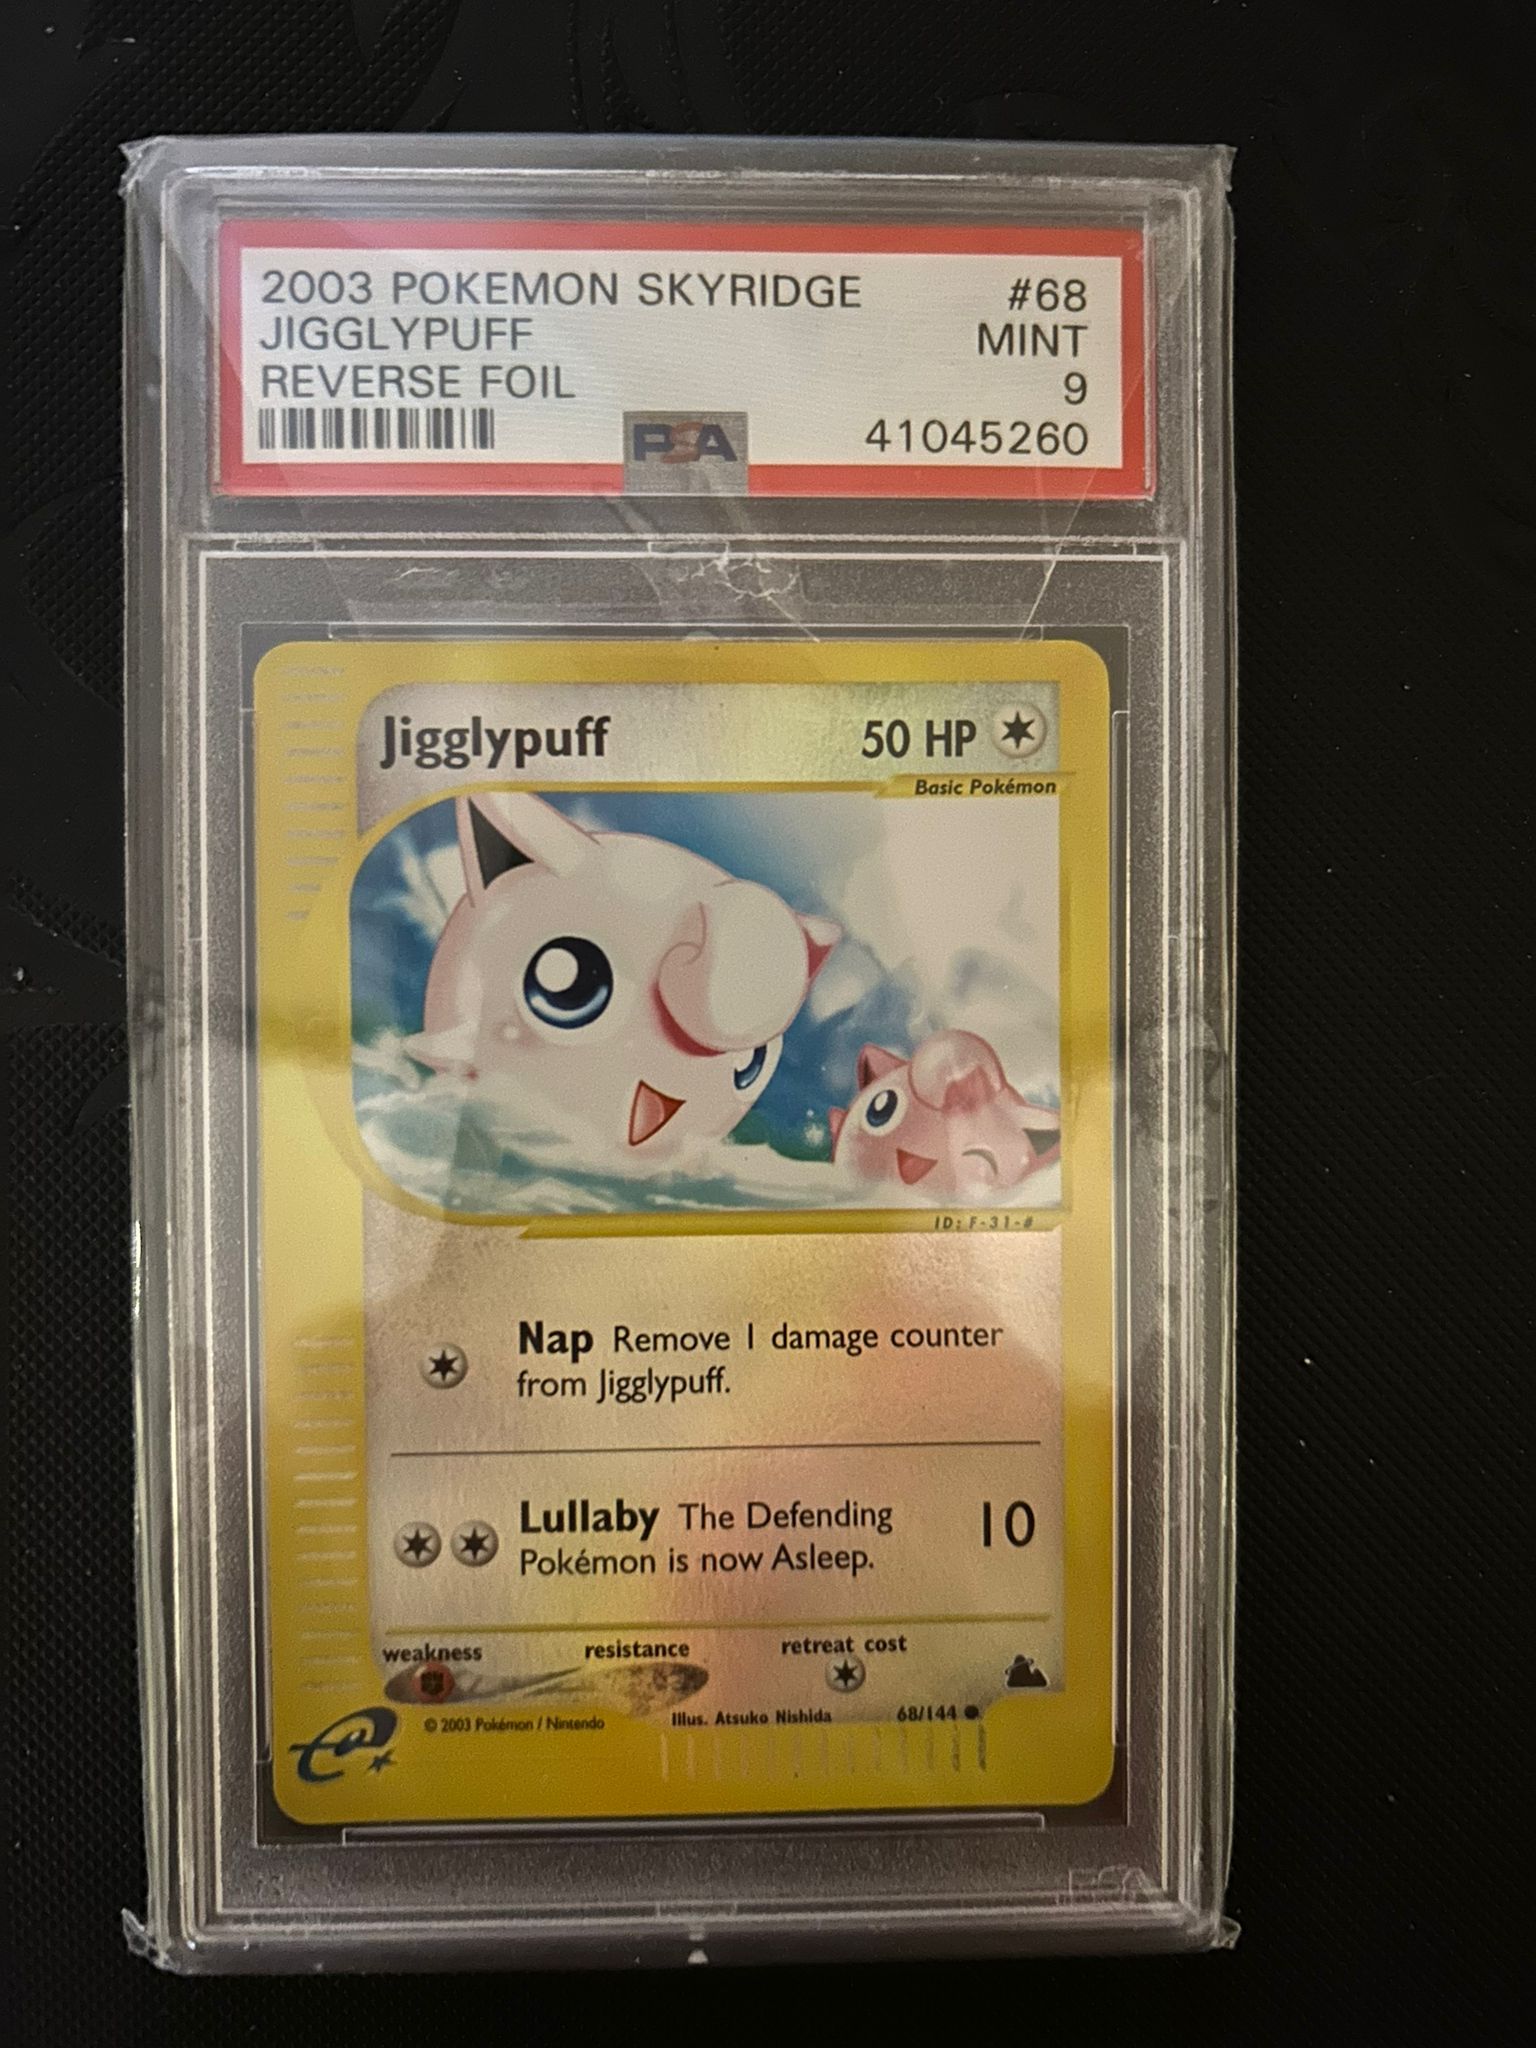 2003 POKEMON SKYRIDGE #68
JIGGLYPUFF MINT
REVERSE FOIL 9
PSA 41045260
Jigglypuff 50 HP
Basic Pokémon
ID: F-31-#
Nap Remove 1 damage counter
from Jigglypuff.
Lullaby The Defending 10
Pokémon is now Asleep.
weakness resistance retreat cost
© 2003 Pokémon / Nintendo Illus. Atsuko Nishida 68/144 ●
e
PSA